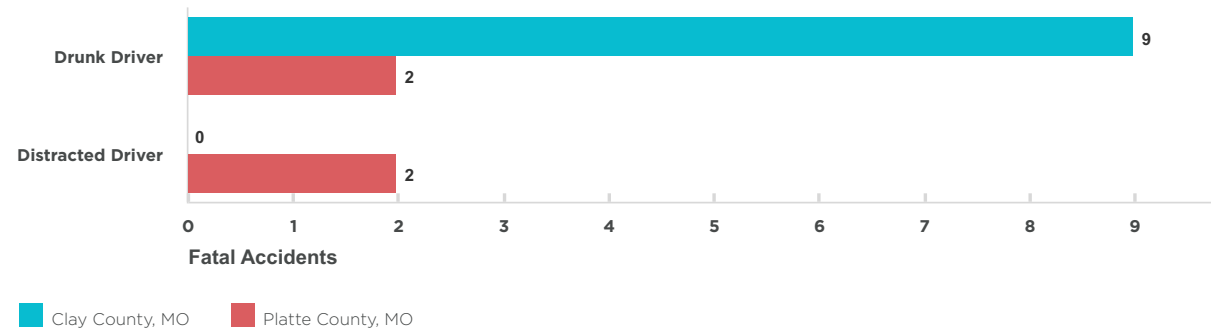 9
Drunk Driver
2
0
Distracted Driver
2
0 1 2 3 4 5 6 7 8 9
Fatal Accidents
Clay County, MO Platte County, MO